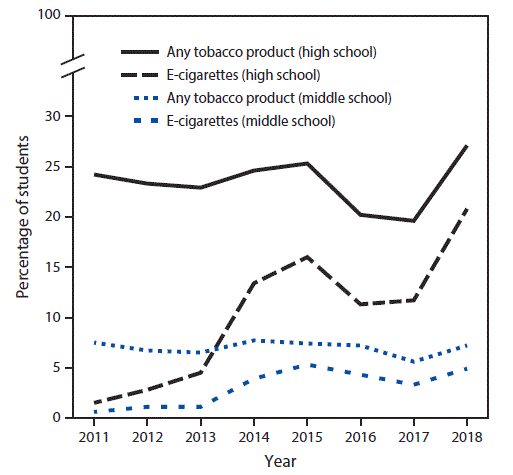 100
Any tobacco product (high school)
E-cigarettes (high school)
Any tobacco product (middle school)
E-cigarettes (middle school)
30
25
20
15
10
5
0
Percentage of students
2011 2012 2013 2014 2015 2016 2017 2018
Year